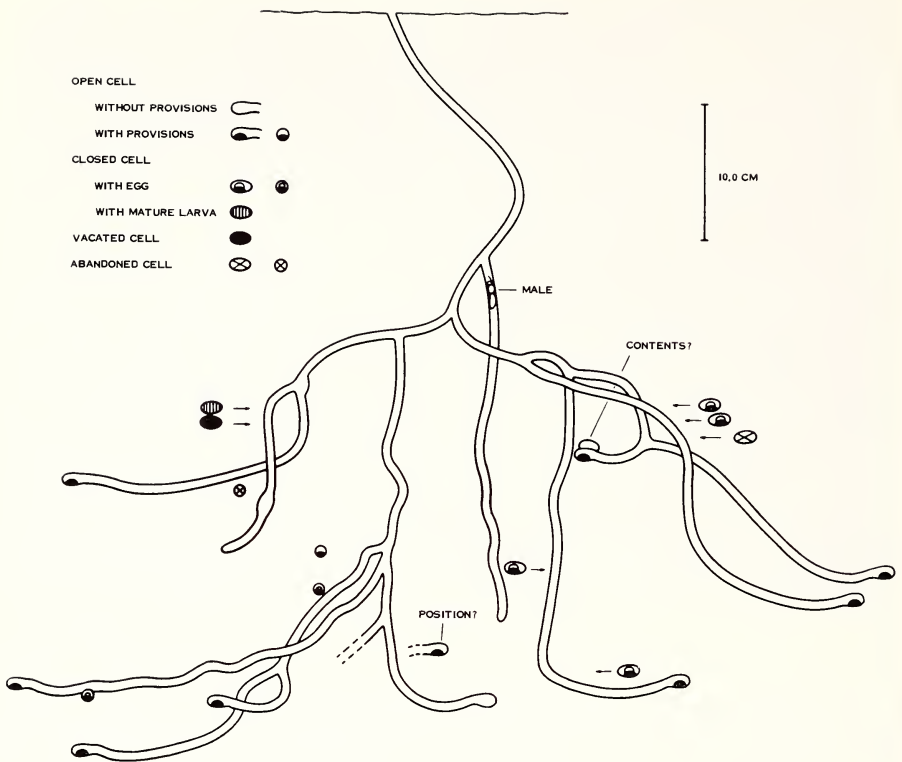 OPEN CELL
WITHOUT PROVISIONS
WITH PROVISIONS
CLOSED CELL
WITH EGG
WITH MATURE LARVA
VACATED CELL
ABANDONED CELL
10,0 CM
MALE
CONTENTS?
POSITION?